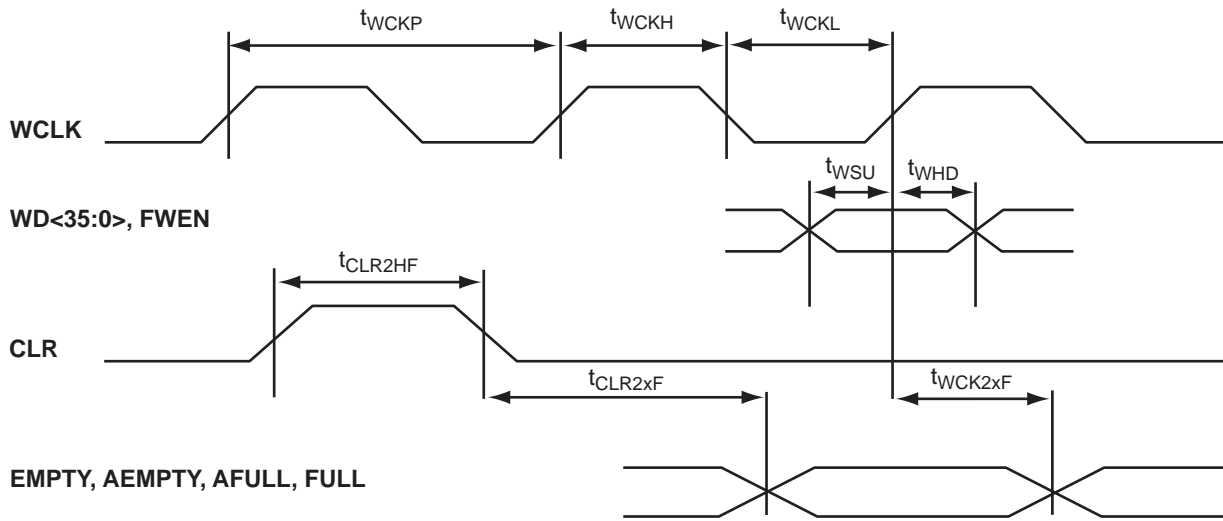 tWCKP tWCKH tWCKL
WCLK
tWSU tWHD
WD<35:0>, FWEN
tCLR2HF
CLR
tCLR2xF tWCK2xF
EMPTY, AEMPTY, AFULL, FULL